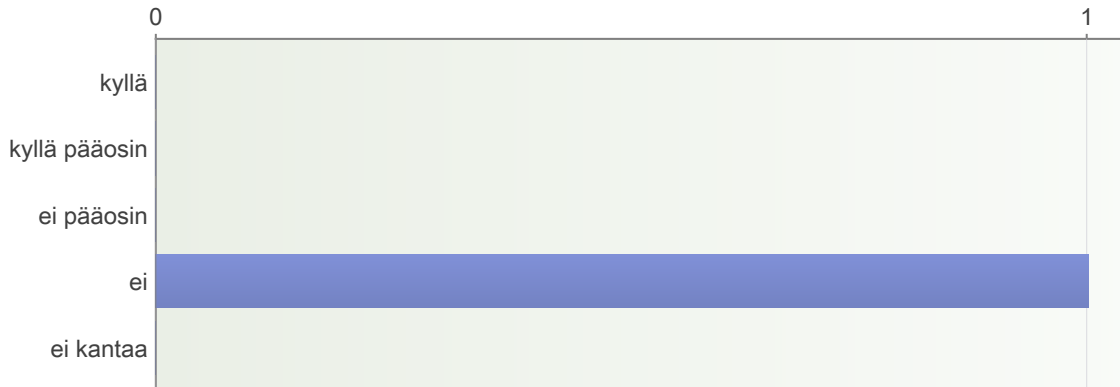 0 1
kyllä
kyllä pääosin
ei pääosin
ei
ei kantaa